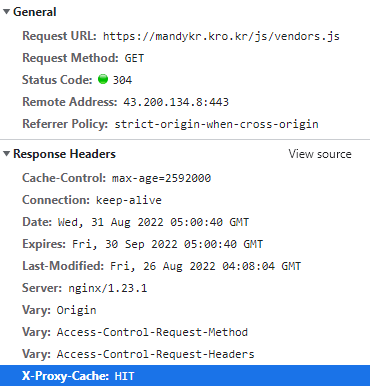 General
Request URL: https://mandykr.kro.kr/js/vendors.js
Request Method: GET
Status Code: 304
Remote Address: 43.200.134.8:443
Referrer Policy: strict-origin-when-cross-origin
Response Headers View source
Cache-Control: max-age=2592000
Connection: keep-alive
Date: Wed, 31 Aug 2022 05:00:40 GMT
Expires: Fri, 30 Sep 2022 05:00:40 GMT
Last-Modified: Fri, 26 Aug 2022 04:08:04 GMT
Server: nginx/1.23.1
Vary: Origin
Vary: Access-Control-Request-Method
Vary: Access-Control-Request-Headers
X-Proxy-Cache: HIT